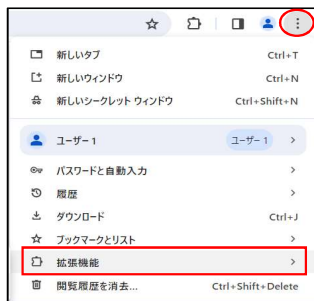 新しいタブ Ctrl+T
新しいウィンドウ Ctrl+N
新しいシークレット ウィンドウ Ctrl+Shift+N
ユーザー 1 ユーザー 1
パスワードと自動入力
履歴
ダウンロード Ctrl+J
ブックマークとリスト
拡張機能
閲覧履歴を消去... Ctrl+Shift+Delete